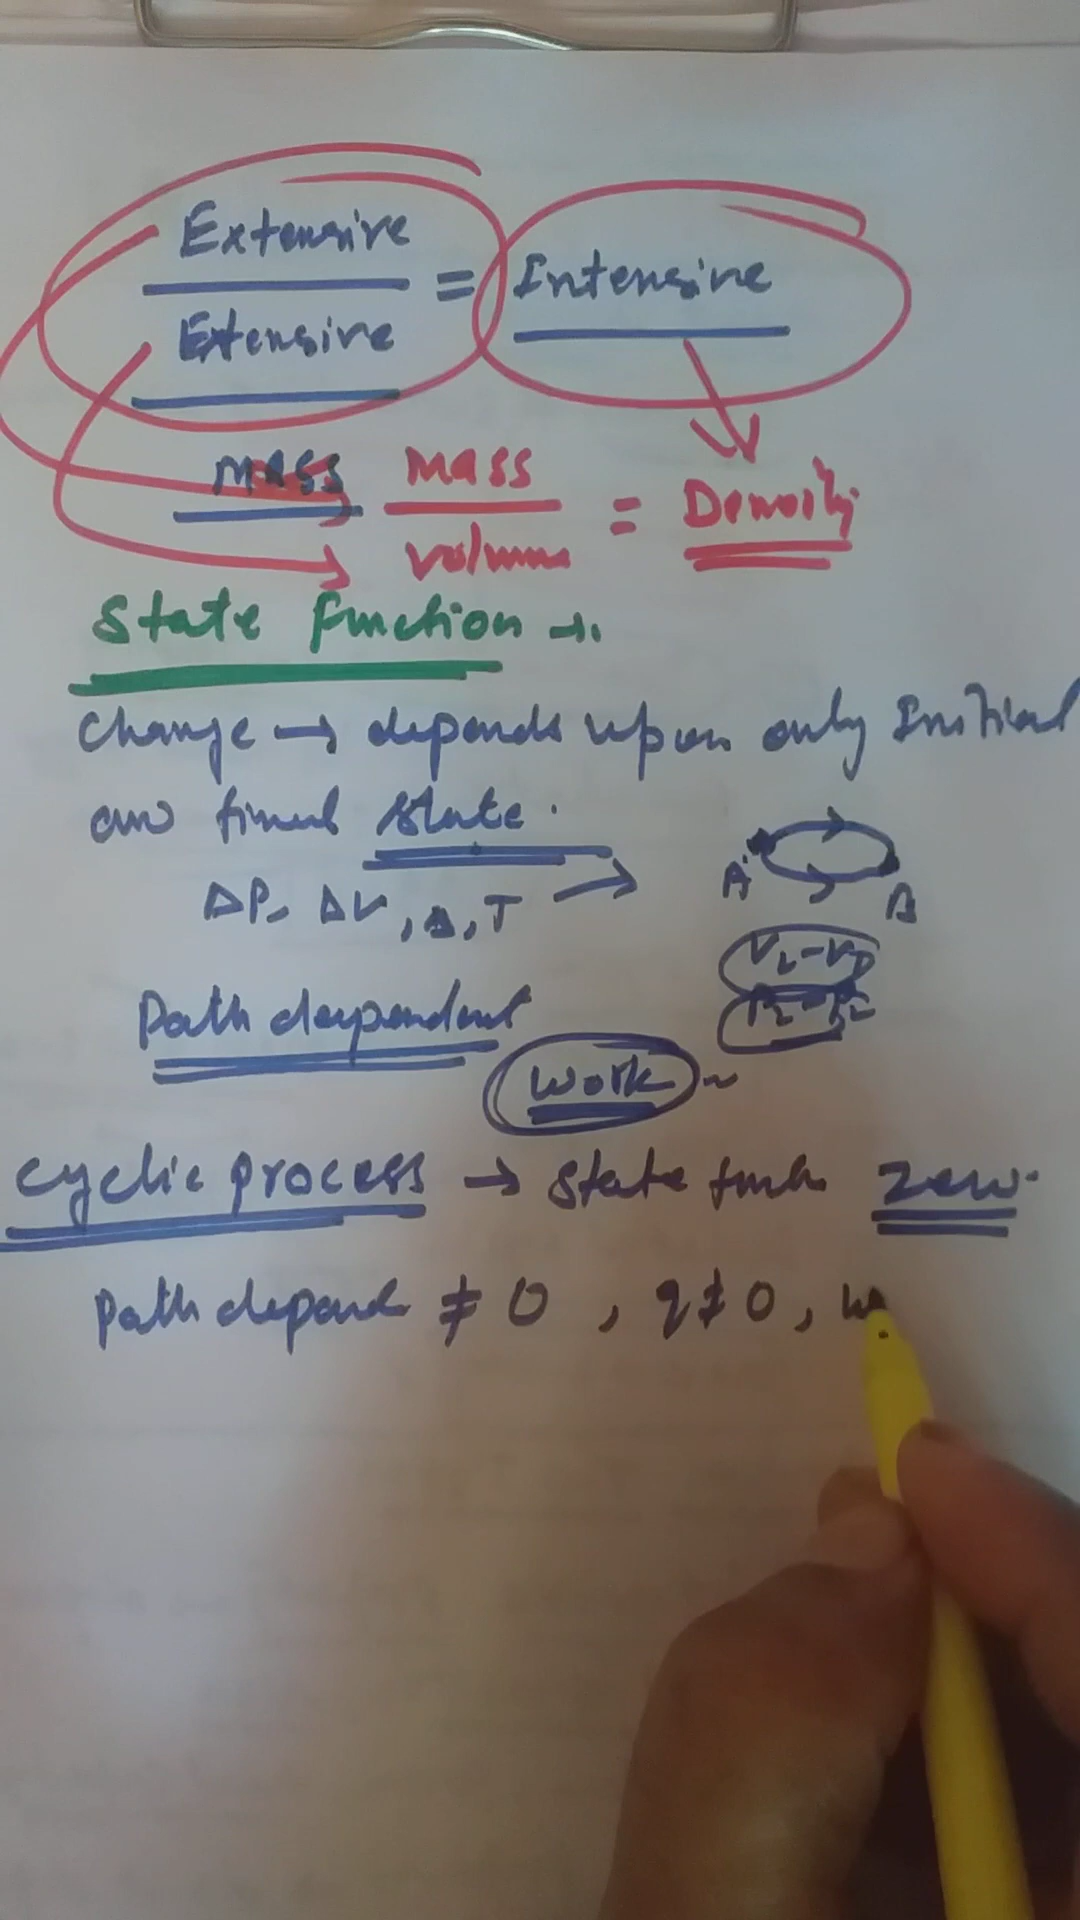 Extensive
= Intensive
Extensive
mass mass
= Density
volume
State function →
Change → depends upon only Initial
and final state.
ΔP, ΔV, Δ, T →
A B
Path dependent
work
cyclic process → state func zero.
Path depend ≠ 0, q ≠ 0, w